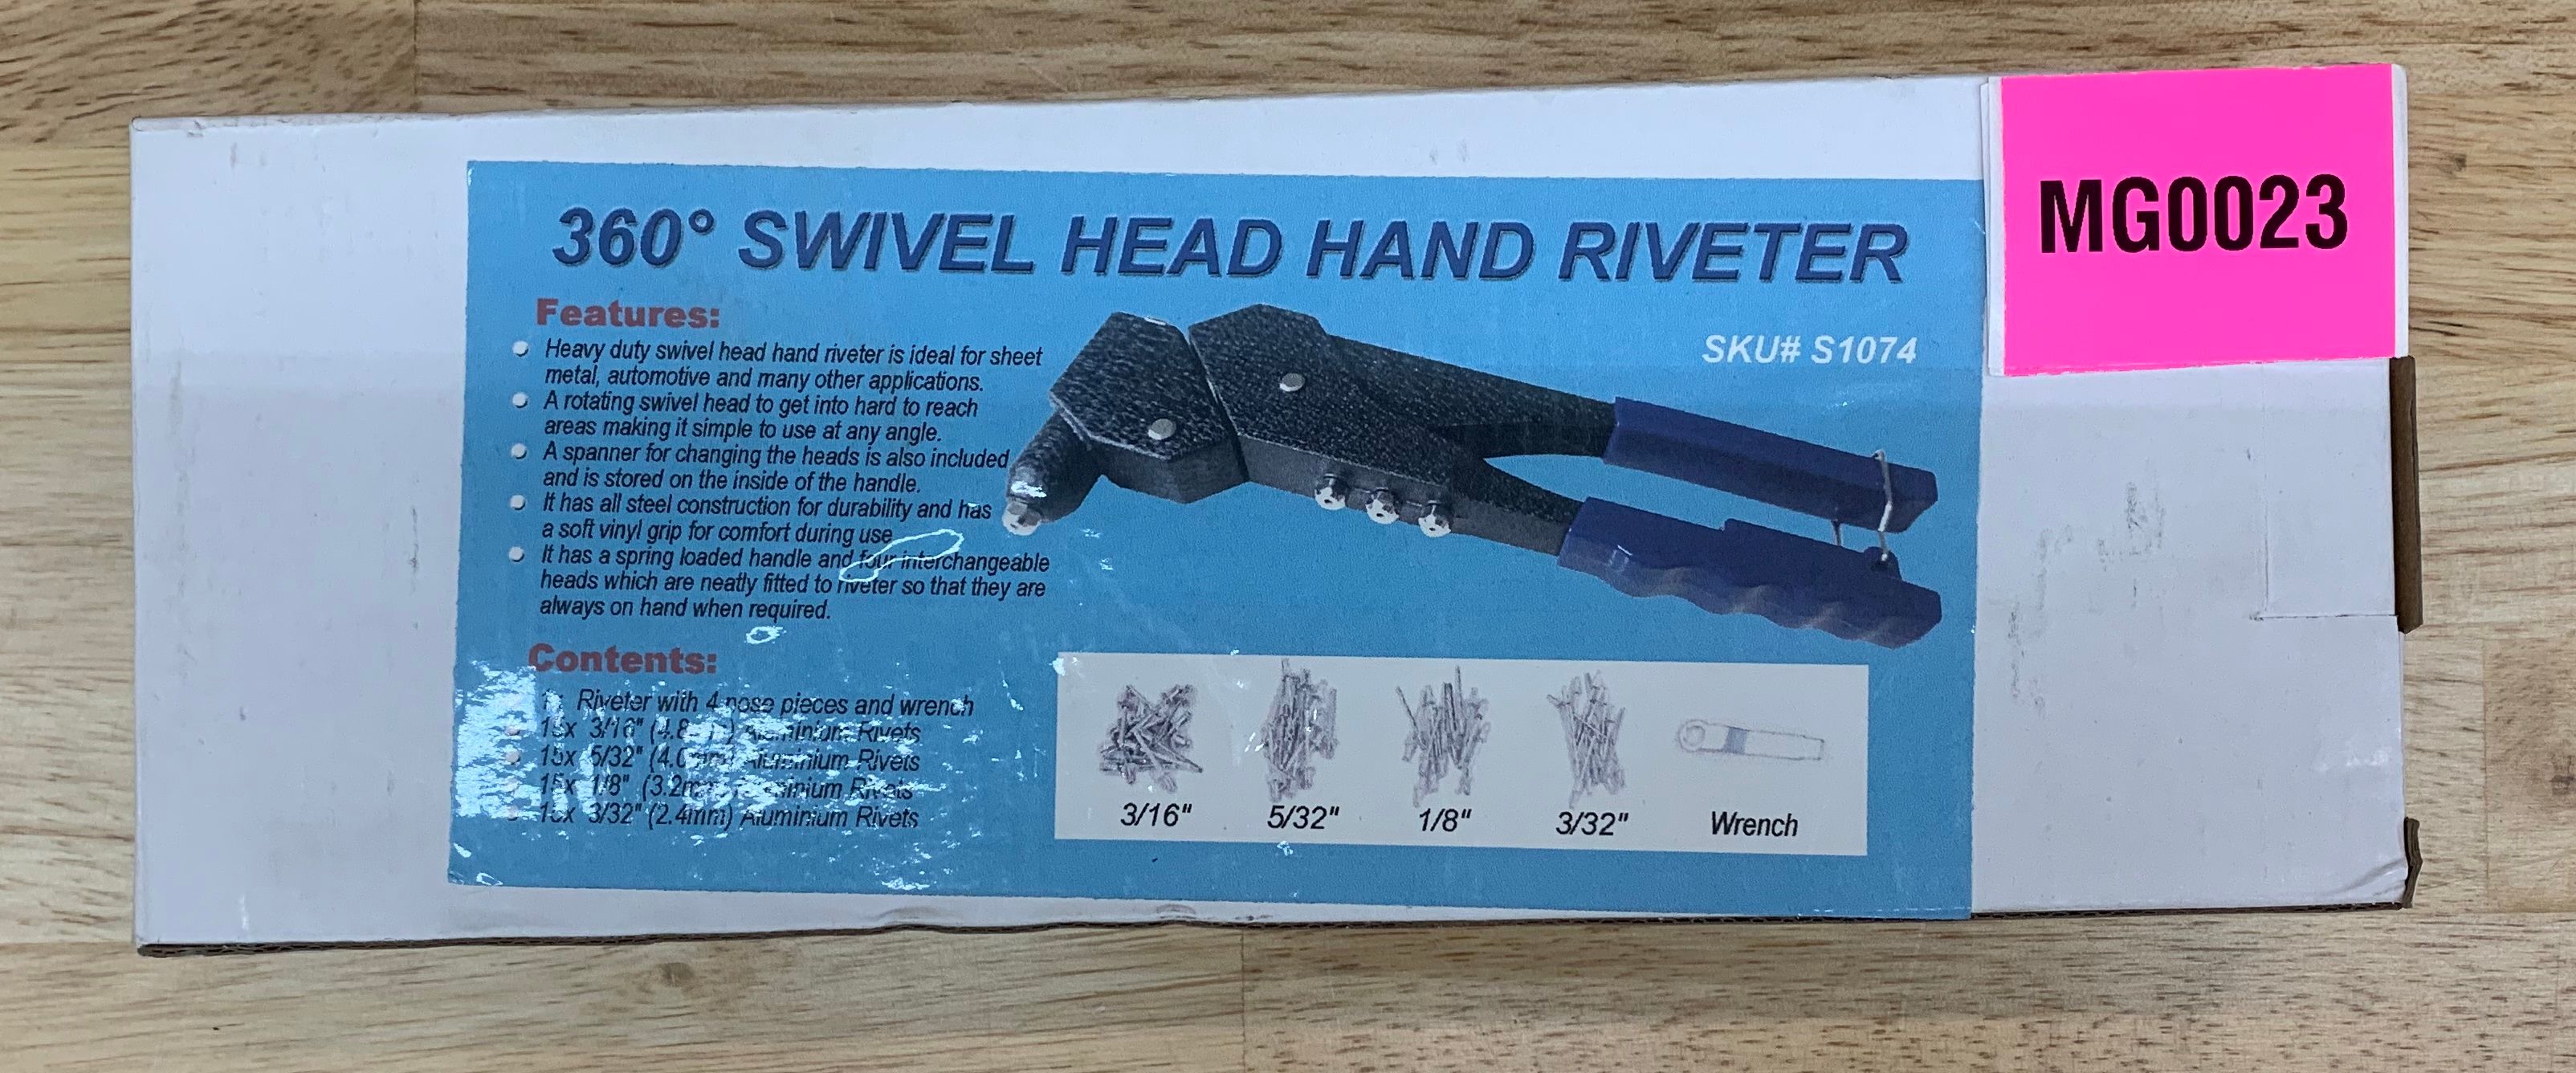 360° SWIVEL HEAD HAND RIVETER
MG0023
SKU# S1074
Features:
Heavy duty swivel head hand riveter is ideal for sheet
metal, automotive and many other applications.
A rotating swivel head to get into hard to reach
areas making it simple to use at any angle.
A spanner for changing the heads is also included
and is stored on the inside of the handle.
It has all steel construction for durability and has
a soft vinyl grip for comfort during use
It has a spring loaded handle and four interchangeable
heads which are neatly fitted to riveter so that they are
always on hand when required.
Contents:
Riveter with 4 nose pieces and wrench
15x 3/16" Aluminium Rivets
15x 5/32" Aluminium Rivets
15x 1/8" Rivets
15x 3/32" (2.4mm) Aluminium Rivets
3/16"
5/32"
1/8"
3/32"
Wrench